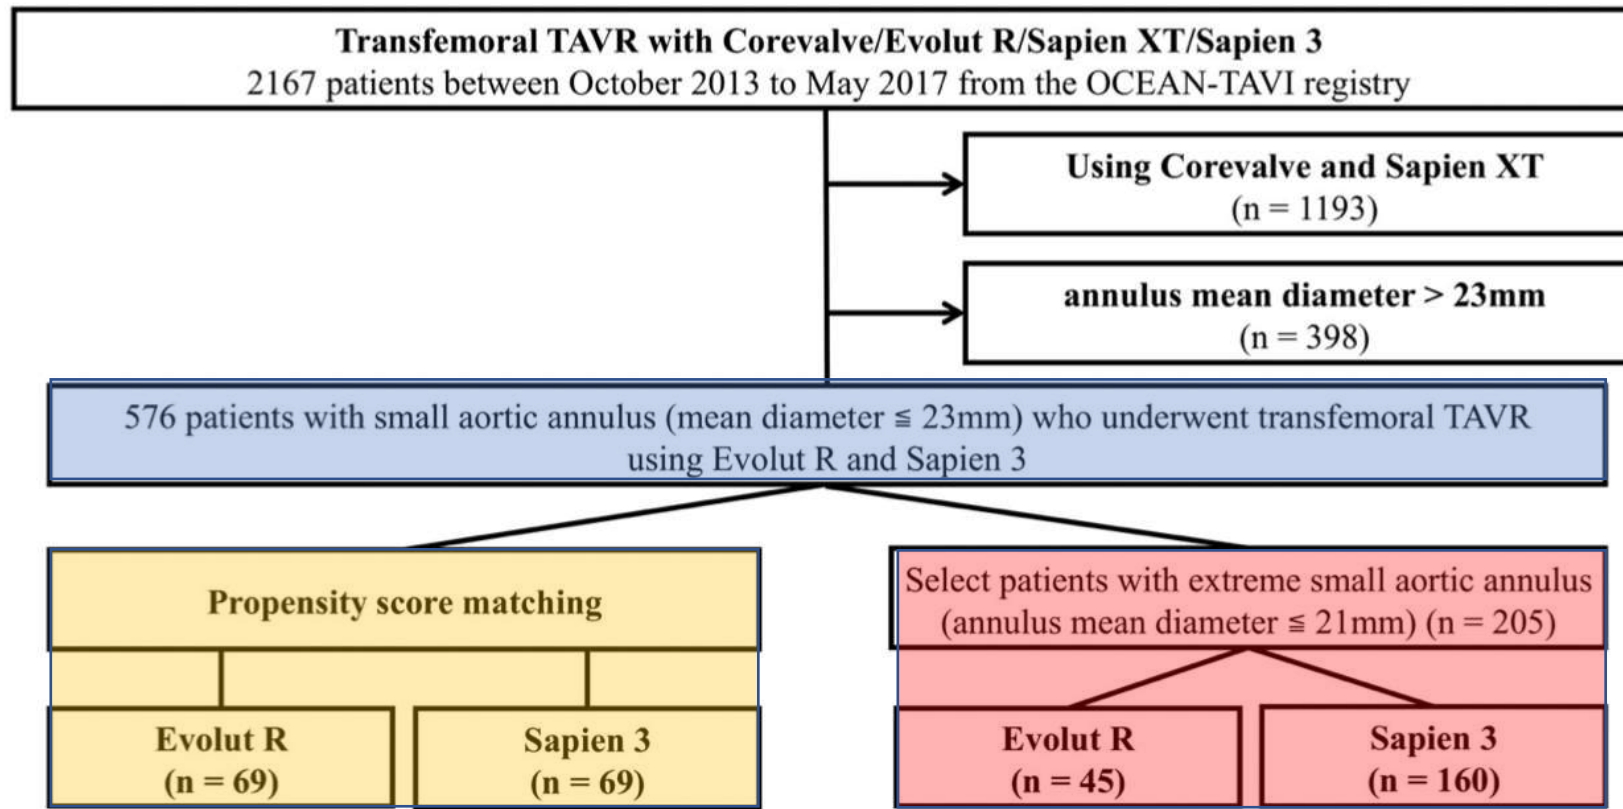 Transfemoral TAVR with Corevalve/Evolut R/Sapien XT/Sapien 3
2167 patients between October 2013 to May 2017 from the OCEAN-TAVI registry
Using Corevalve and Sapien XT
(n = 1193)
annulus mean diameter > 23mm
(n = 398)
576 patients with small aortic annulus (mean diameter ≦ 23mm) who underwent transfemoral TAVR
using Evolut R and Sapien 3
Propensity score matching
Evolut R
(n = 69)
Sapien 3
(n = 69)
Select patients with extreme small aortic annulus
(annulus mean diameter ≦ 21mm) (n = 205)
Evolut R
(n = 45)
Sapien 3
(n = 160)